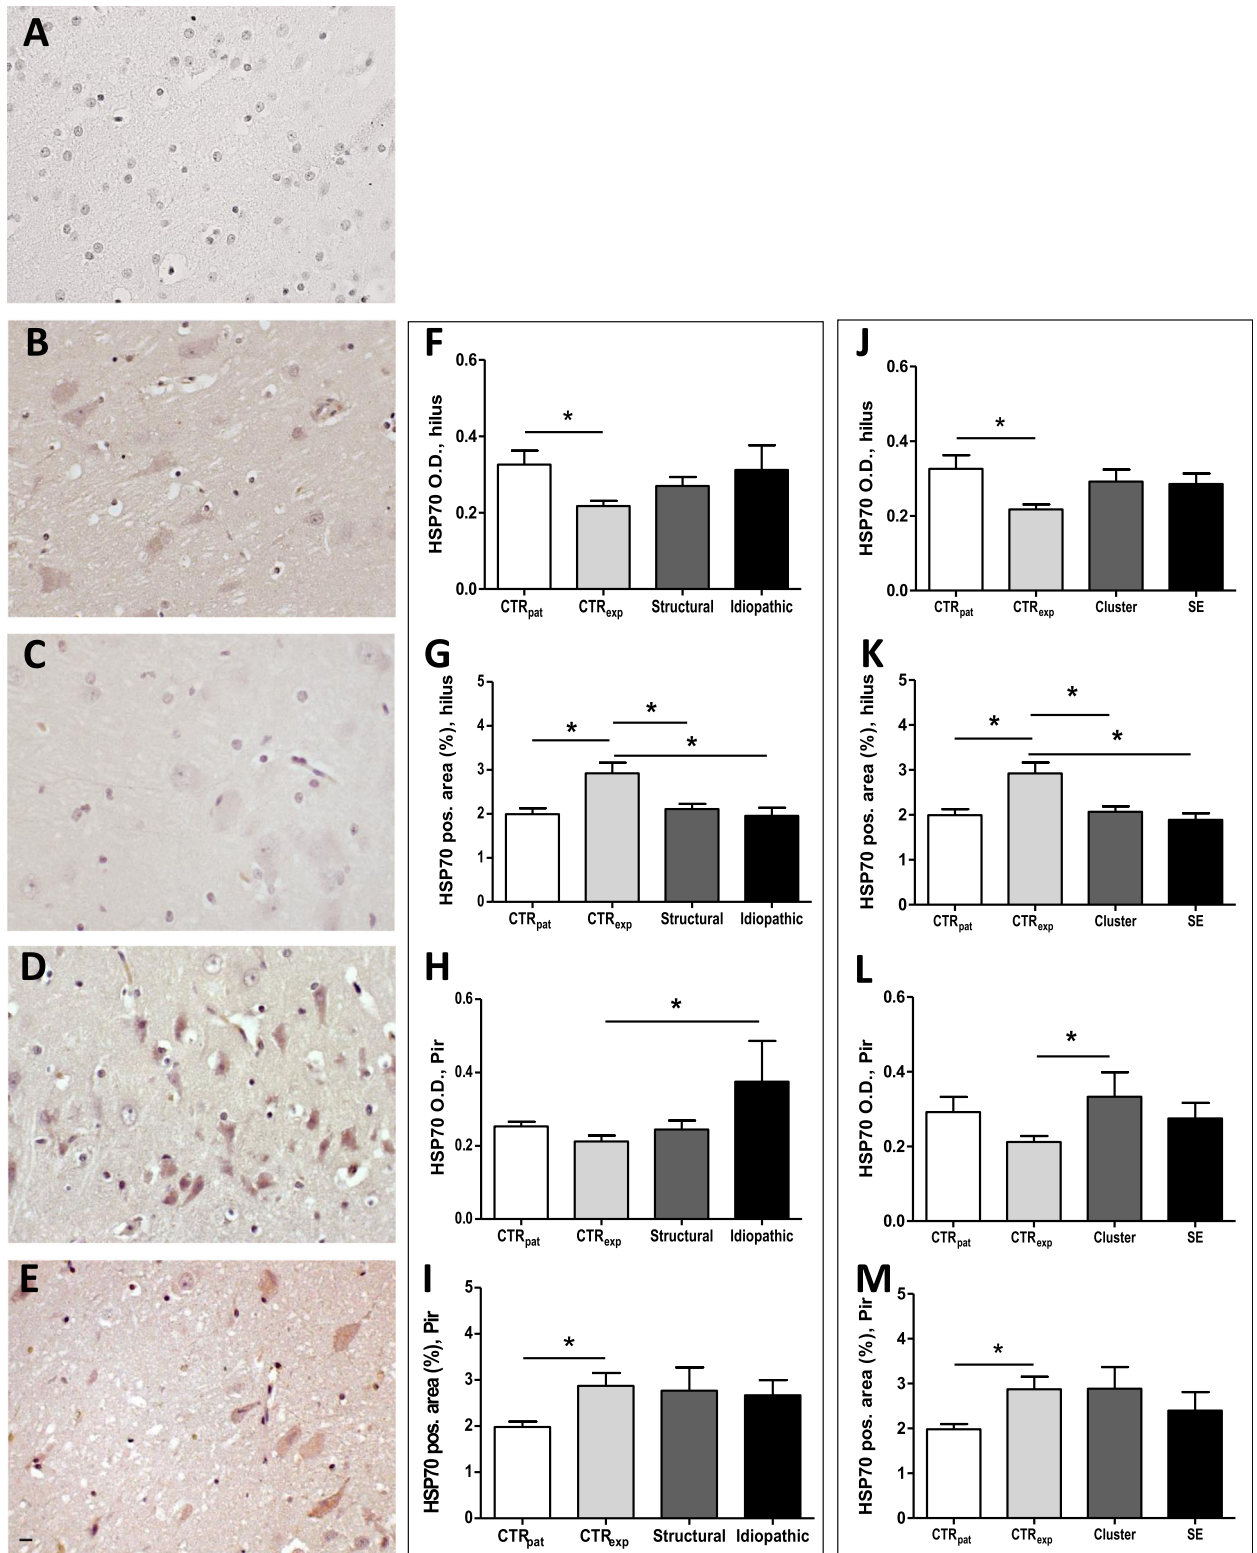 A
B
C
D
E
F
HSP70 O.D., hilus
0.6
0.4
0.2
0.0
*
CTRpat CTRexp Structural Idiopathic
G
HSP70 pos. area (%), hilus
5
4
3
2
1
0
*
*
*
CTRpat CTRexp Structural Idiopathic
H
HSP70 O.D., Pir
0.6
0.4
0.2
0.0
*
CTRpat CTRexp Structural Idiopathic
I
HSP70 pos. area (%), Pir
5
4
3
2
1
0
*
CTRpat CTRexp Structural Idiopathic
J
HSP70 O.D., hilus
0.6
0.4
0.2
0.0
*
CTRpat CTRexp Cluster SE
K
HSP70 pos. area (%), hilus
5
4
3
2
1
0
*
*
*
CTRpat CTRexp Cluster SE
L
HSP70 O.D., Pir
0.6
0.4
0.2
0.0
*
CTRpat CTRexp Cluster SE
M
HSP70 pos. area (%), Pir
5
4
3
2
1
0
*
CTRpat CTRexp Cluster SE